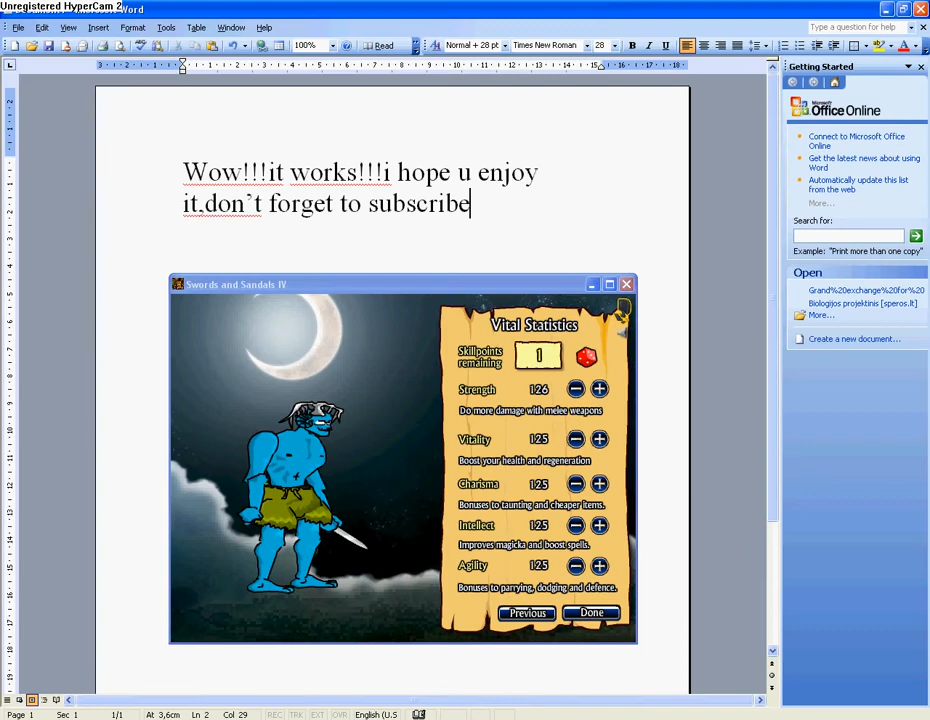 Unregistered HyperCam 2
Word
File Edit View Insert Format Tools Table Window Help
Type a question for help
100%
Read
Normal + 28 pt
Times New Roman
28
B I U
Getting Started
Office Online
Connect to Microsoft Office
Online
Get the latest news about using
Word
Automatically update this list
from the web
More...
Search for:
Example: "Print more than one copy"
Open
Grand%20exchange%20for%20
Biologijos projektinis [speros.lt]
More...
Create a new document...
Wow!!!it works!!!i hope u enjoy
it,don't forget to subscribe
Swords and Sandals IV
Vital Statistics
Skillpoints
remaining
1
Strength 126
Do more damage with melee weapons
Vitality 125
Boost your health and regeneration
Charisma 125
Bonuses to taunting and cheaper items.
Intellect 125
Improves magicka and boost spells.
Agility 125
Bonuses to parrying, dodging and defence.
Previous Done
Page 1 Sec 1 1/1 At 3,6cm Ln 2 Col 29 REC TRK EXT OVR English (U.S